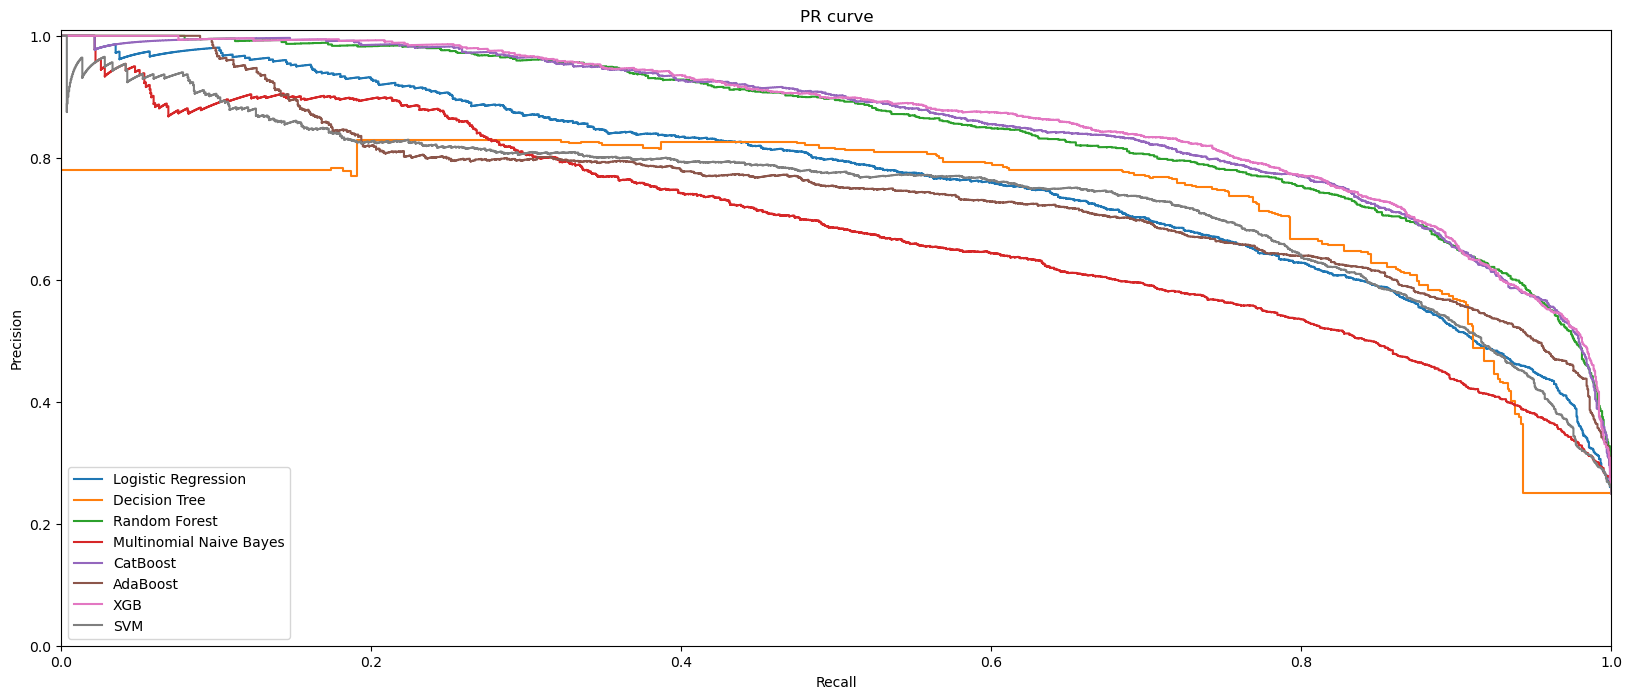 PR curve
1.0
0.8
0.6
0.4
0.2
0.0
Precision
Logistic Regression
Decision Tree
Random Forest
Multinomial Naive Bayes
CatBoost
AdaBoost
XGB
SVM
0.0 0.2 0.4 0.6 0.8 1.0
Recall